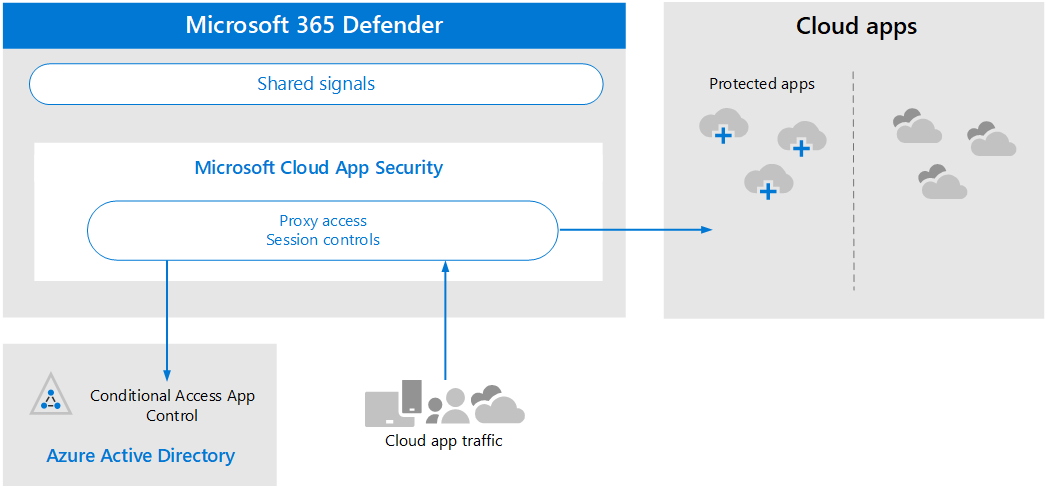 Microsoft 365 Defender
Shared signals
Microsoft Cloud App Security
Proxy access
Session controls
Cloud apps
Protected apps
Conditional Access App
Control
Azure Active Directory
Cloud app traffic